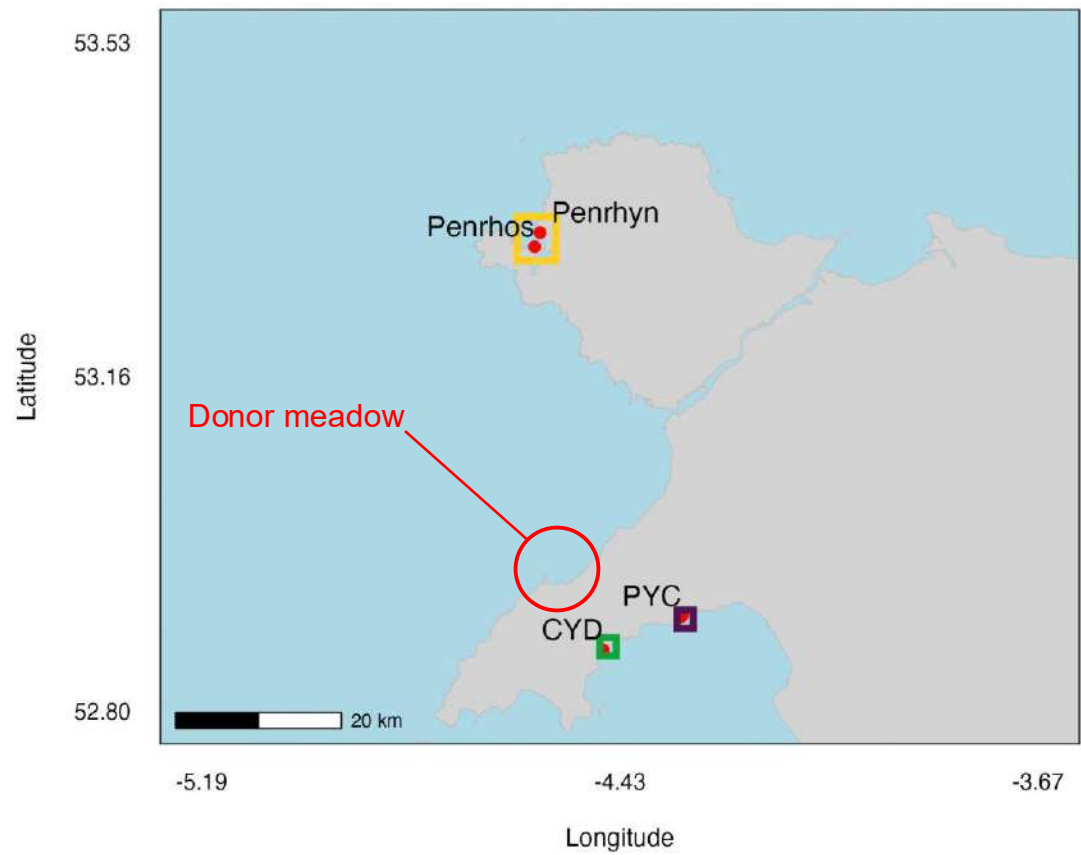 53.53
Penrhos
Penrhyn
Latitude
53.16
Donor meadow
PYC
CYD
52.80
20 km
-5.19
-4.43
-3.67
Longitude